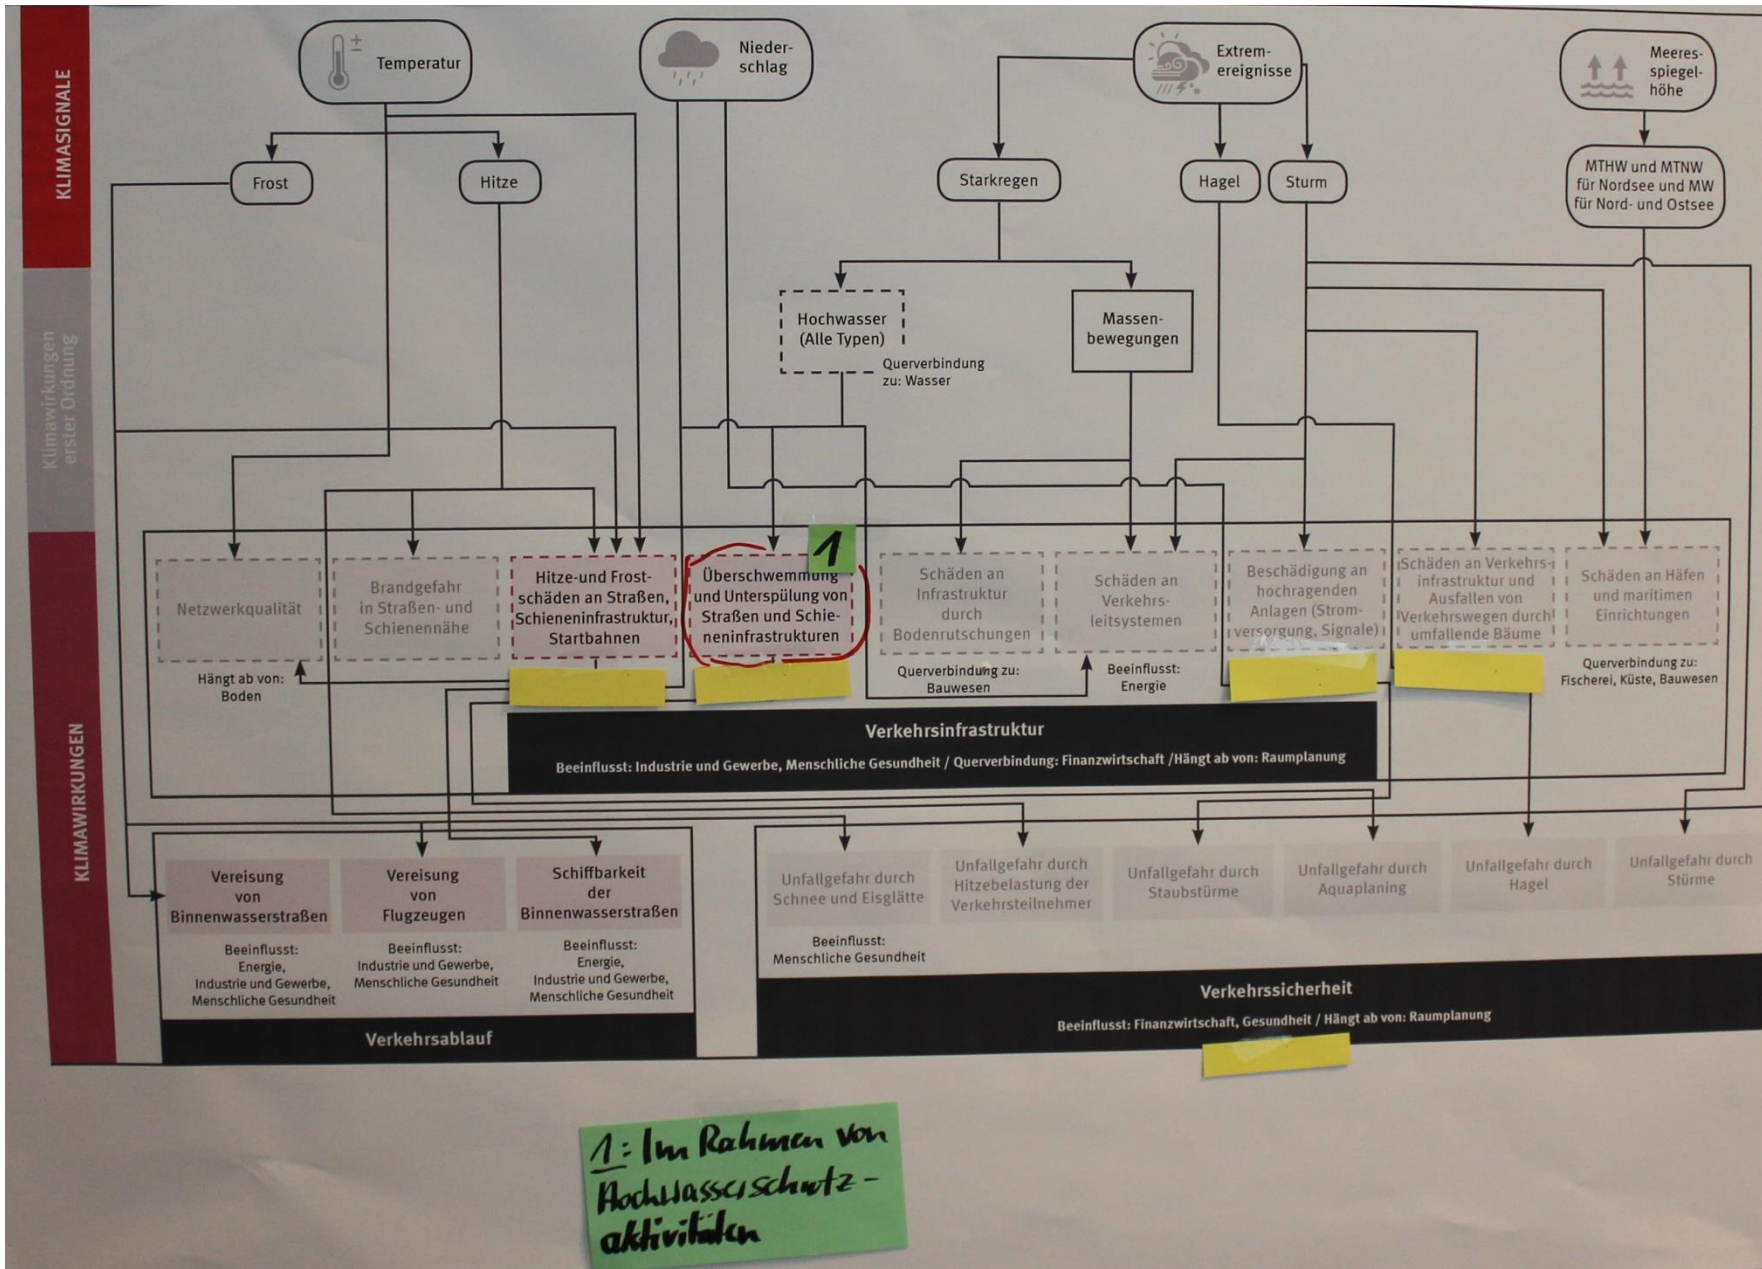 KLIMASIGNALE
Temperatur
Nieder-
schlag
Extrem-
ereignisse
Meeres-
spiegel-
höhe
Frost
Hitze
Starkregen
Hagel
Sturm
MTHW und MTNW
für Nordsee und MW
für Nord- und Ostsee
Klimawirkungen
erster Ordnung
Hochwasser
(Alle Typen)
Querverbindung
zu: Wasser
Massen-
bewegungen
KLIMAWIRKUNGEN
Netzwerkqualität
Hängt ab von:
Boden
Brandgefahr
in Straßen- und
Schienennähe
Hitze-und Frost-
schäden an Straßen,
Schieneninfrastruktur,
Startbahnen
1
Überschwemmung
und Unterspülung von
Straßen und Schie-
neninfrastrukturen
Schäden an
Infrastruktur
durch
Bodenrutschungen
Querverbindung zu:
Bauwesen
Schäden an
Verkehrs-
leitsystemen
Beeinflusst:
Energie
Beschädigung an
hochragenden
Anlagen (Strom-
versorgung, Signale)
Schäden an Verkehrs-
infrastruktur und
Ausfallen von
Verkehrswegen durch
umfallende Bäume
Schäden an Häfen
und maritimen
Einrichtungen
Querverbindung zu:
Fischerei, Küste, Bauwesen
Verkehrsinfrastruktur
Beeinflusst: Industrie und Gewerbe, Menschliche Gesundheit / Querverbindung: Finanzwirtschaft /Hängt ab von: Raumplanung
Vereisung
von
Binnenwasserstraßen
Beeinflusst:
Energie,
Industrie und Gewerbe,
Menschliche Gesundheit
Vereisung
von
Flugzeugen
Beeinflusst:
Industrie und Gewerbe,
Menschliche Gesundheit
Schiffbarkeit
der
Binnenwasserstraßen
Beeinflusst:
Energie,
Industrie und Gewerbe,
Menschliche Gesundheit
Verkehrsablauf
Unfallgefahr durch
Schnee und Eisglätte
Beeinflusst:
Menschliche Gesundheit
Unfallgefahr durch
Hitzebelastung der
Verkehrsteilnehmer
Unfallgefahr durch
Staubstürme
Unfallgefahr durch
Aquaplaning
Unfallgefahr durch
Hagel
Unfallgefahr durch
Stürme
Verkehrssicherheit
Beeinflusst: Finanzwirtschaft, Gesundheit / Hängt ab von: Raumplanung
1: Im Rahmen von
Hochwasserschutz-
aktivitäten